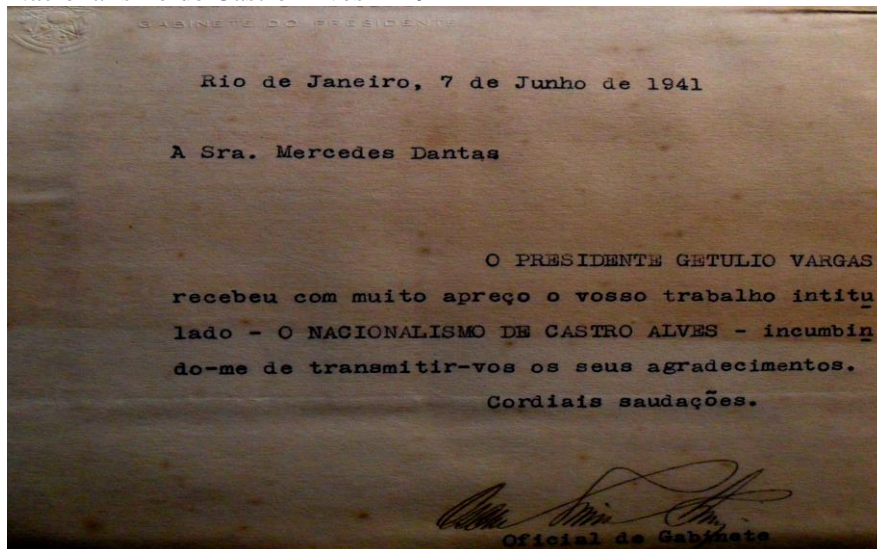 GABINETE DO PRESIDENTE
Rio de Janeiro, 7 de Junho de 1941
A Sra. Mercedes Dantas
O PRESIDENTE GETULIO VARGAS
recebeu com muito apreço o vosso trabalho intitu
lado - O NACIONALISMO DE CASTRO ALVES - incumbin
do-me de transmitir-vos os seus agradecimentos.
Cordiais saudações.
Oficial de Gabinete